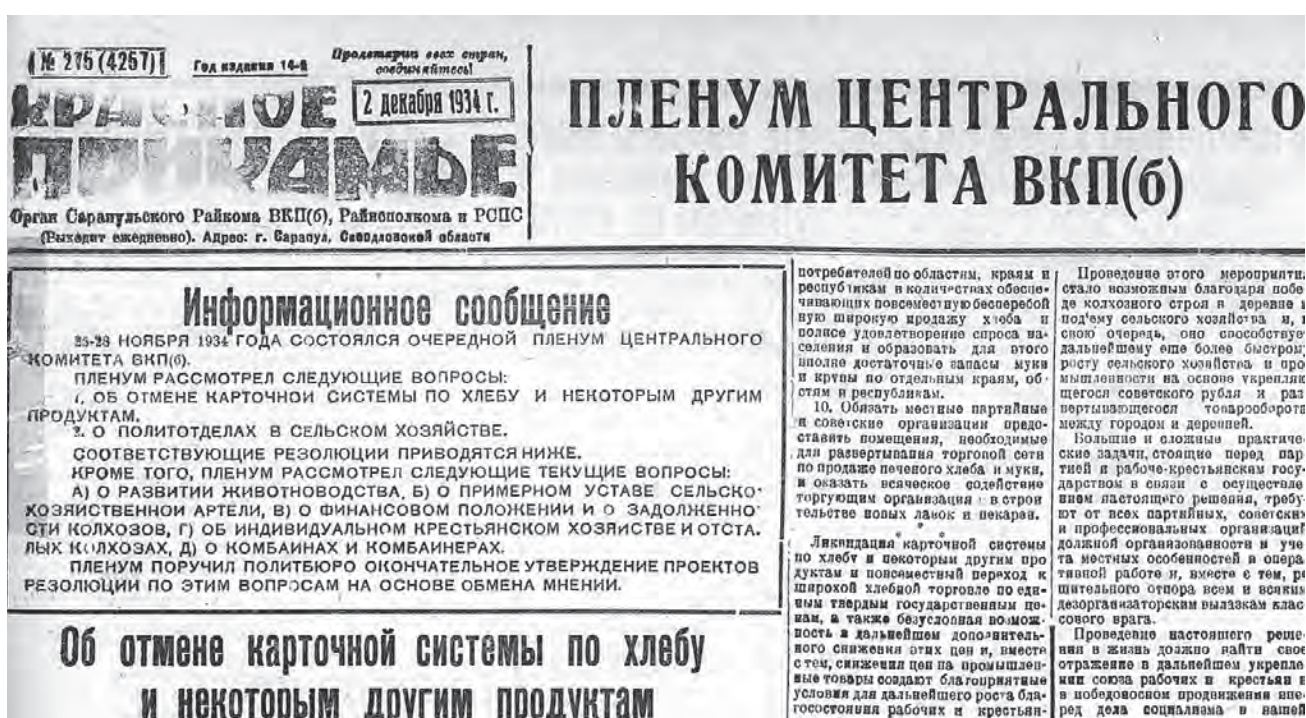 № 275 (4257)
Год издания 14-й
Пролетарии всех стран,
соединяйтесь!
2 декабря 1934 г.
КРАСНОЕ
ПРИКАМЬЕ
Орган Сарапульского Райкома ВКП(б), Райисполкома и РСПС
(Выходит ежедневно). Адрес: г. Сарапул, Свердловской области
ПЛЕНУМ ЦЕНТРАЛЬНОГО
КОМИТЕТА ВКП(б)
Информационное сообщение
25-28 НОЯБРЯ 1934 ГОДА СОСТОЯЛСЯ ОЧЕРЕДНОЙ ПЛЕНУМ ЦЕНТРАЛЬНОГО
КОМИТЕТА ВКП(б).
ПЛЕНУМ РАССМОТРЕЛ СЛЕДУЮЩИЕ ВОПРОСЫ:
1. ОБ ОТМЕНЕ КАРТОЧНОЙ СИСТЕМЫ ПО ХЛЕБУ И НЕКОТОРЫМ ДРУГИМ
ПРОДУКТАМ.
2. О ПОЛИТОТДЕЛАХ В СЕЛЬСКОМ ХОЗЯЙСТВЕ.
СООТВЕТСТВУЮЩИЕ РЕЗОЛЮЦИИ ПРИВОДЯТСЯ НИЖЕ.
КРОМЕ ТОГО, ПЛЕНУМ РАССМОТРЕЛ СЛЕДУЮЩИЕ ТЕКУЩИЕ ВОПРОСЫ:
А) О РАЗВИТИИ ЖИВОТНОВОДСТВА, Б) О ПРИМЕРНОМ УСТАВЕ СЕЛЬСКО-
ХОЗЯЙСТВЕННОЙ АРТЕЛИ, В) О ФИНАНСОВОМ ПОЛОЖЕНИИ И О ЗАДОЛЖЕННО
СТИ КОЛХОЗОВ, Г) ОБ ИНДИВИДУАЛЬНОМ КРЕСТЬЯНСКОМ ХОЗЯЙСТВЕ И ОТСТА.
ЛЫХ КОЛХОЗАХ, Д) О КОМБАИНАХ И КОМБАИНЕРАХ.
ПЛЕНУМ ПОРУЧИЛ ПОЛИТБЮРО ОКОНЧАТЕЛЬНОЕ УТВЕРЖДЕНИЕ ПРОЕКТОВ
РЕЗОЛЮЦИИ ПО ЭТИМ ВОПРОСАМ НА ОСНОВЕ ОБМЕНА МНЕНИИ.
Об отмене карточной системы по хлебу
и некоторым другим продуктам
потребителей по областям, краям и
республикам в количествах обеспе-
чивающих повсеместную бесперебой
ную широкую продажу хлеба и
полное удовлетворение спроса на-
селения и образовать для этого
вполне достаточные запасы муки
и крупы по отдельным краям, об-
стям и республикам.
10. Обязать местные партийные
и советские организации предо-
ставить помещения, необходимые
для развертывания торговой сети
по продаже печеного хлеба и муки,
и оказать всяческое содействие
торгующим организация в строи
тельстве новых лавок и пекарен.
* * *
Ликвидация карточной системы
по хлебу и некоторым другим про
дуктам и повсеместный переход к
широкой хлебной торговле по еди-
ным твердым государственным це-
нам, а также безусловная возмож-
ность в дальнейшем дополнитель-
ного снижения этих цен и, вместе
с тем, снижения цен на промышлен-
ные товары создают благоприятные
условия для дальнейшего роста бла-
госостояния рабочих и крестьян-
Проведение этого мероприятия
стало возможным благодаря побе-
де колхозного строя в деревне и
под'ему сельского хозяйства и, в
свою очередь, оно способствует
дальнейшему еще более быстрому
росту сельского хозяйства и про
мышленности на основе укрепляю
щегося советского рубля и раз
вертывающегося товарооборота
между городом и деревней.
Большие и сложные практиче-
ские задачи, стоящие перед пар-
тией и рабоче-крестьянским госу-
дарством в связи с осуществле
нием настоящего решения, требу-
ют от всех партийных, советских
и профессиональных организаций
должной организованности и уче
та местных особенностей в опера-
тивной работе и, вместе с тем, ре
шительного отпора всем и всяким
дезорганизаторским вылазкам клас
сового врага.
Проведение настоящего реше-
ния в жизнь должно найти свое
отражение в дальнейшем укрепле
нии союза рабочих и крестьян и
в победоносном продвижении впе-
ред дела социализма в нашей